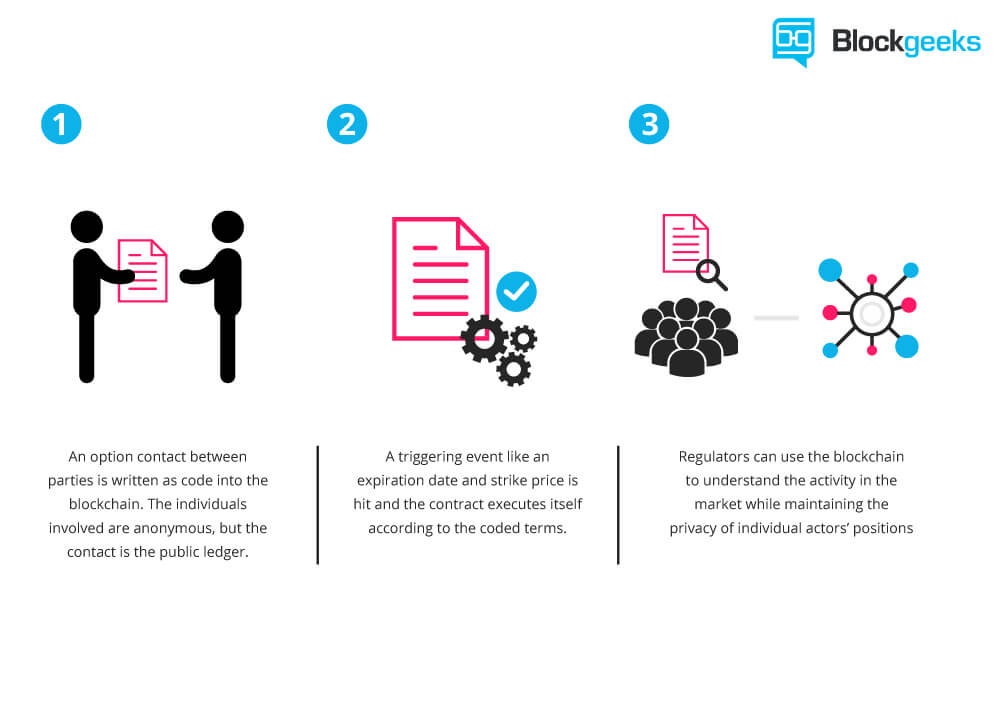 Blockgeeks
1
2
3
An option contact between
parties is written as code into the
blockchain. The individuals
involved are anonymous, but the
contact is the public ledger.
A triggering event like an
expiration date and strike price is
hit and the contract executes itself
according to the coded terms.
Regulators can use the blockchain
to understand the activity in the
market while maintaining the
privacy of individual actors’ positions